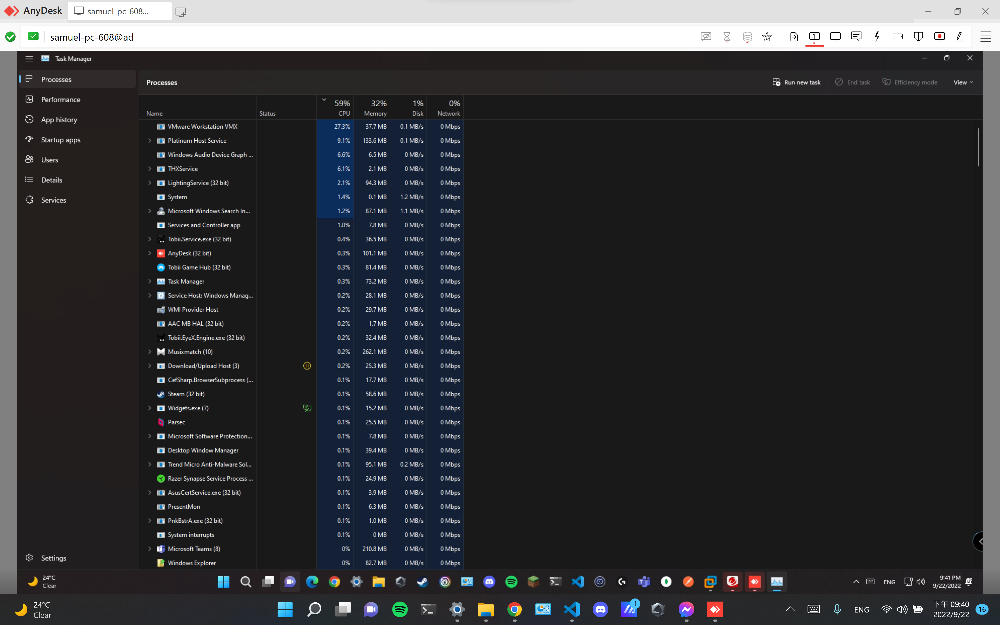 AnyDesk samuel-pc-608...
samuel-pc-608@ad
Task Manager
Processes
Performance
App history
Startup apps
Users
Details
Services
Settings
Processes Run new task End task Efficiency mode View
59% 32% 1% 0%
Name Status CPU Memory Disk Network
VMware Workstation VMX 27.3% 37.7 MB 0.1 MB/s 0 Mbps
Platinum Host Service 9.1% 133.6 MB 0.1 MB/s 0 Mbps
Windows Audio Device Graph ... 6.6% 6.5 MB 0 MB/s 0 Mbps
THXService 6.1% 2.1 MB 0 MB/s 0 Mbps
LightingService (32 bit) 2.1% 94.3 MB 0 MB/s 0 Mbps
System 1.4% 0.1 MB 1.2 MB/s 0 Mbps
Microsoft Windows Search In... 1.2% 87.1 MB 1.1 MB/s 0 Mbps
Services and Controller app 1.0% 7.8 MB 0 MB/s 0 Mbps
Tobii.Service.exe (32 bit) 0.4% 36.5 MB 0 MB/s 0 Mbps
AnyDesk (32 bit) 0.3% 101.1 MB 0 MB/s 0 Mbps
Tobii Game Hub (32 bit) 0.3% 81.4 MB 0 MB/s 0 Mbps
Task Manager 0.3% 73.2 MB 0 MB/s 0 Mbps
Service Host: Windows Manag... 0.2% 28.1 MB 0 MB/s 0 Mbps
WMI Provider Host 0.2% 29.7 MB 0 MB/s 0 Mbps
AAC MB HAL (32 bit) 0.2% 1.7 MB 0 MB/s 0 Mbps
Tobii.EyeX.Engine.exe (32 bit) 0.2% 32.4 MB 0 MB/s 0 Mbps
Musixmatch (10) 0.2% 262.1 MB 0 MB/s 0 Mbps
Download/Upload Host (3) 0.2% 25.3 MB 0 MB/s 0 Mbps
CefSharp.BrowserSubprocess (... 0.1% 17.7 MB 0 MB/s 0 Mbps
Steam (32 bit) 0.1% 58.6 MB 0 MB/s 0 Mbps
Widgets.exe (7) 0.1% 15.2 MB 0 MB/s 0 Mbps
Parsec 0.1% 25.5 MB 0 MB/s 0 Mbps
Microsoft Software Protection... 0.1% 7.8 MB 0 MB/s 0 Mbps
Desktop Window Manager 0.1% 39.4 MB 0 MB/s 0 Mbps
Trend Micro Anti-Malware Sol... 0.1% 95.1 MB 0.2 MB/s 0 Mbps
Razer Synapse Service Process ... 0.1% 24.9 MB 0 MB/s 0 Mbps
AsusCertService.exe (32 bit) 0.1% 3.9 MB 0 MB/s 0 Mbps
PresentMon 0.1% 6.3 MB 0 MB/s 0 Mbps
PnkBstrA.exe (32 bit) 0.1% 1.0 MB 0 MB/s 0 Mbps
System interrupts 0.1% 0 MB 0 MB/s 0 Mbps
Microsoft Teams (8) 0% 210.8 MB 0 MB/s 0 Mbps
Windows Explorer 0% 82.7 MB 0 MB/s 0 Mbps
24°C
Clear
ENG
9:41 PM
9/22/2022
24°C
Clear
1
ENG
下午 09:40
2022/9/22
16